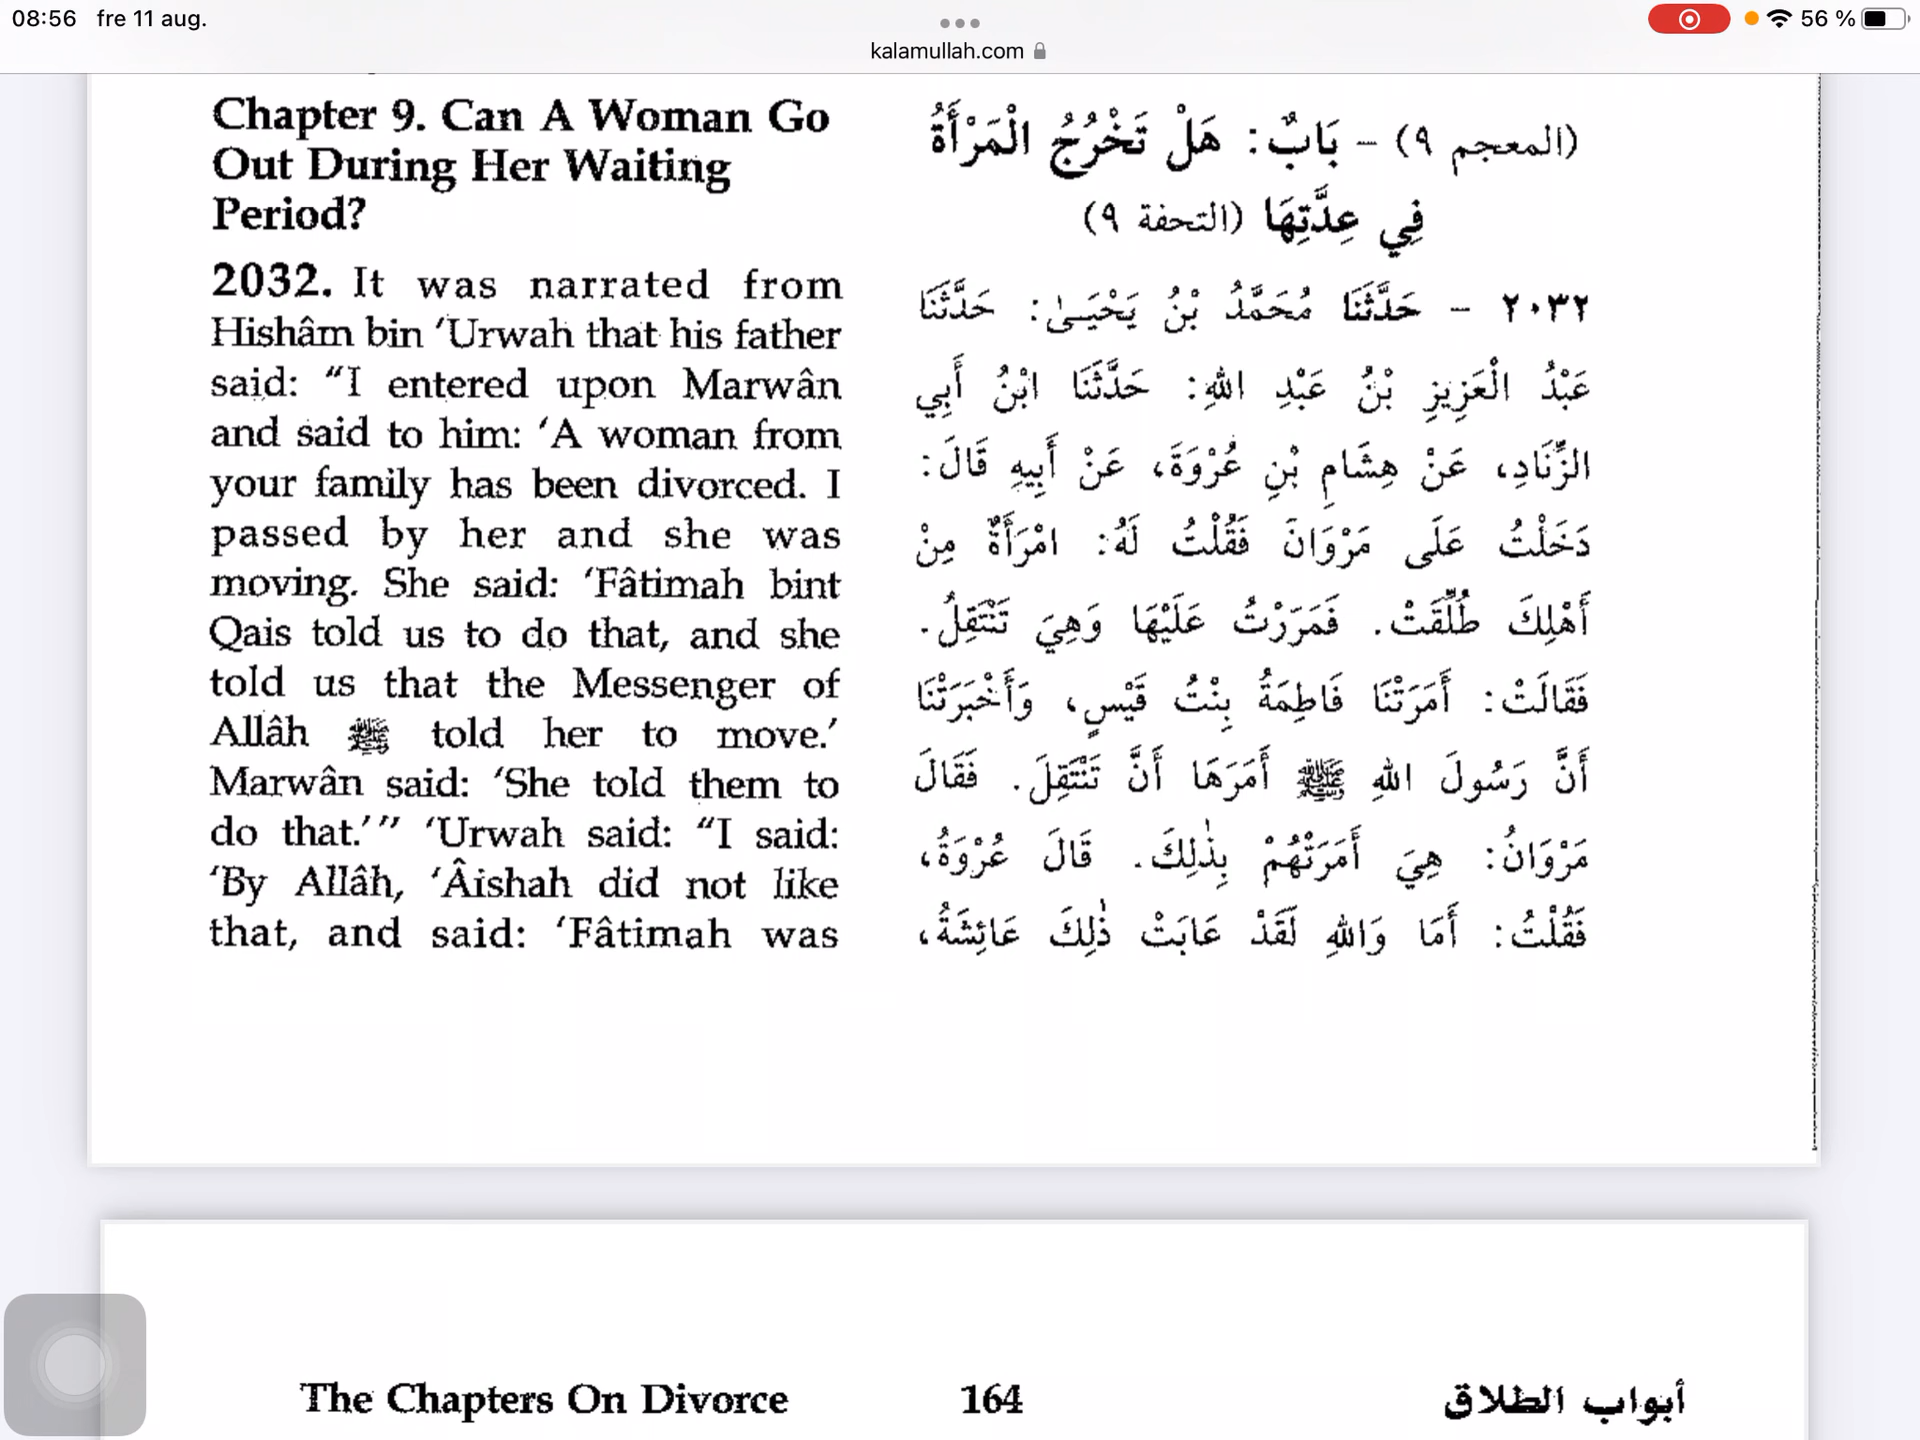 08:56 fre 11 aug.
56 %
kalamullah.com
Chapter 9. Can A Woman Go
Out During Her Waiting
Period?
2032. It was narrated from
Hishâm bin ‘Urwah that his father
said: “I entered upon Marwân
and said to him: ‘A woman from
your family has been divorced. I
passed by her and she was
moving. She said: ‘Fâtimah bint
Qais told us to do that, and she
told us that the Messenger of
Allâh ﷺ told her to move.’
Marwân said: ‘She told them to
do that.’” ‘Urwah said: “I said:
‘By Allâh, ‘Âishah did not like
that, and said: ‘Fâtimah was
(المعجم ٩) – بَابٌ: هَلْ تَخْرُجُ الْمَرْأَةُ
فِي عِدَّتِهَا (التحفة ٩)
٢٠٣٢ – حَدَّثَنَا مُحَمَّدُ بْنُ يَحْيَـىٰ: حَدَّثَنَا
عَبْدُ الْعَزِيزِ بْنُ عَبْدِ اللهِ: حَدَّثَنَا ابْنُ أَبِي
الزِّنَادِ، عَنْ هِشَامِ بْنِ عُرْوَةَ، عَنْ أَبِيهِ قَالَ:
دَخَلْتُ عَلَى مَرْوَانَ فَقُلْتُ لَهُ: امْرَأَةٌ مِنْ
أَهْلِكَ طُلِّقَتْ. فَمَرَرْتُ عَلَيْهَا وَهِيَ تَنْتَقِلُ.
فَقَالَتْ: أَمَرَتْنَا فَاطِمَةُ بِنْتُ قَيْسٍ، وَأَخْبَرَتْنَا
أَنَّ رَسُولَ اللهِ ﷺ أَمَرَهَا أَنَّ تَنْتَقِلَ. فَقَالَ
مَرْوَانُ: هِيَ أَمَرَتْهُمْ بِذٰلِكَ. قَالَ عُرْوَةُ،
فَقُلْتُ: أَمَا وَاللهِ لَقَدْ عَابَتْ ذٰلِكَ عَائِشَةُ،
The Chapters On Divorce 164 أبواب الطلاق